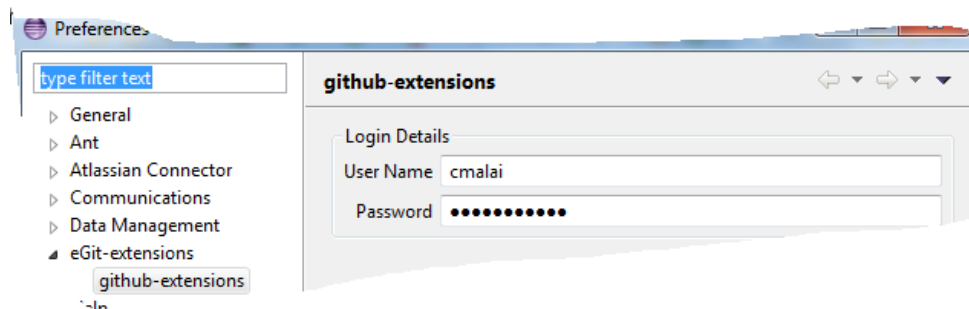 Preferences
type filter text
github-extensions
General
Ant
Atlassian Connector
Communications
Data Management
eGit-extensions
github-extensions
Login Details
User Name cmalai
Password ●●●●●●●●●●●